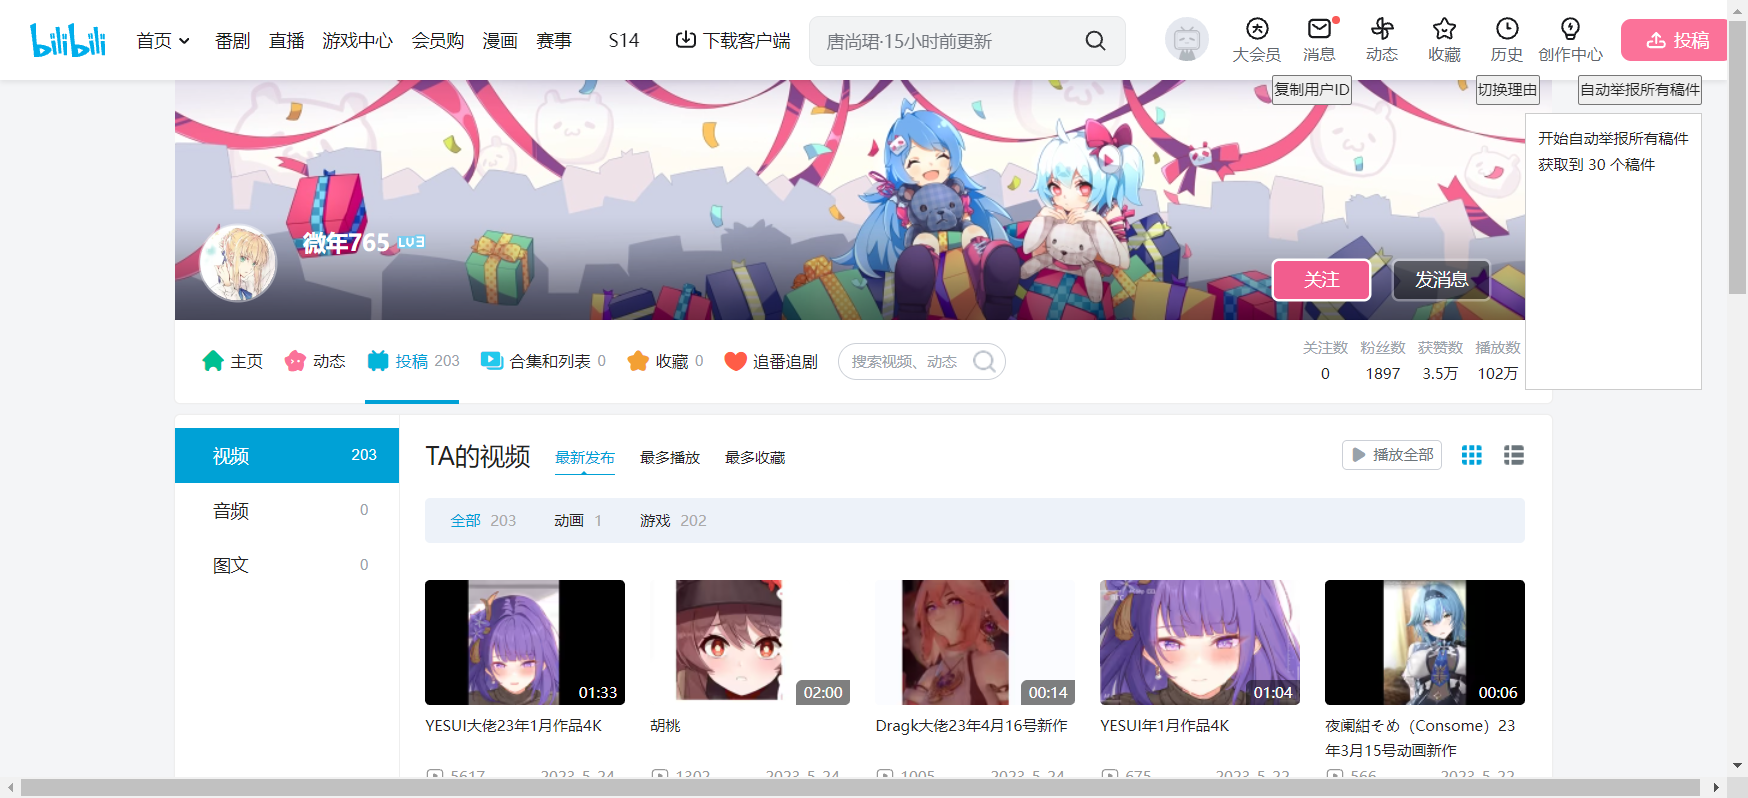 bilibili
首页 番剧 直播 游戏中心 会员购 漫画 赛事 S14 下载客户端
唐尚珺·15小时前更新
大会员 消息 动态 收藏 历史 创作中心 投稿
复制用户ID 切换理由 自动举报所有稿件
开始自动举报所有稿件
获取到 30 个稿件
微年765 LV3
关注 发消息
主页 动态 投稿 203 合集和列表 0 收藏 0 追番追剧 搜索视频、动态
关注数 粉丝数 获赞数 播放数
0 1897 3.5万 102万
视频 203
音频 0
图文 0
TA的视频 最新发布 最多播放 最多收藏 播放全部
全部 203 动画 1 游戏 202
01:33 02:00 00:14 01:04 00:06
YESUI大佬23年1月作品4K
胡桃
Dragk大佬23年4月16号新作
YESUI年1月作品4K
夜阑紺そめ（Consome）23
年3月15号动画新作
5617 2023-5-24
1302 2023-5-24
1005 2023-5-24
675 2023-5-22
566 2023-5-22